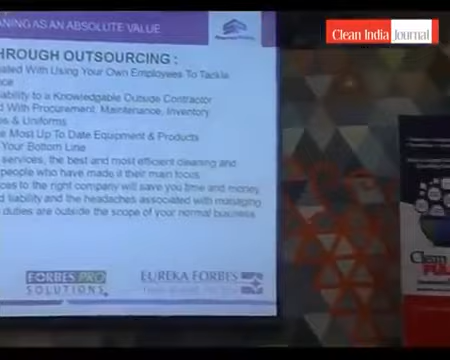 NING AS AN ABSOLUTE VALUE
HROUGH OUTSOURCING :
ated With Using Your Own Employees To Tackle
ce
ability to a Knowledgable Outside Contractor
d With Procurement, Maintenance, Inventory
es & Uniforms
e Most Up To Date Equipment & Products
Your Bottom Line
services, the best and most efficient cleaning and
people who have made it their main focus
ces to the right company will save you time and money
d liability and the headaches associated with managing
duties are outside the scope of your normal business
FORBES PRO
SOLUTIONS
EUREKA FORBES
Clean India Journal
Clean
PUL